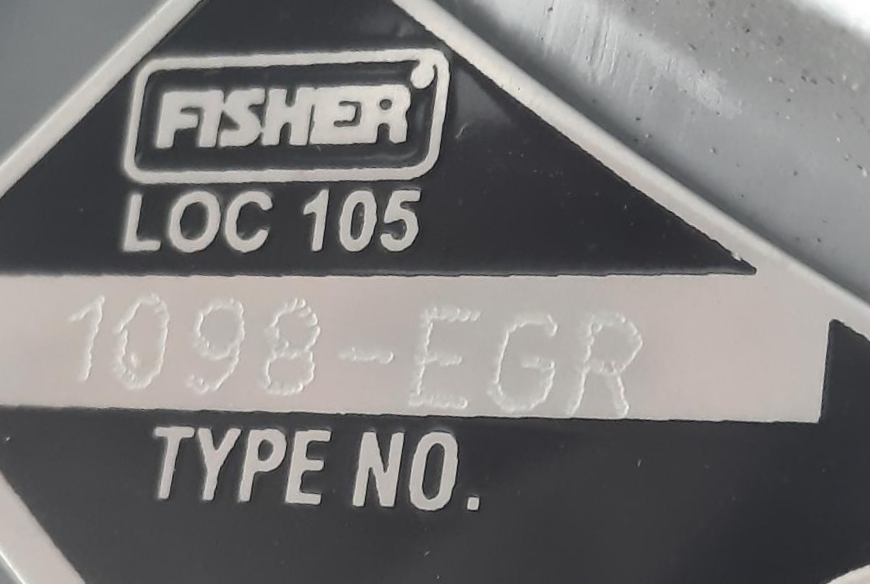 FISHER
LOC 105
1098-EGR
TYPE NO.